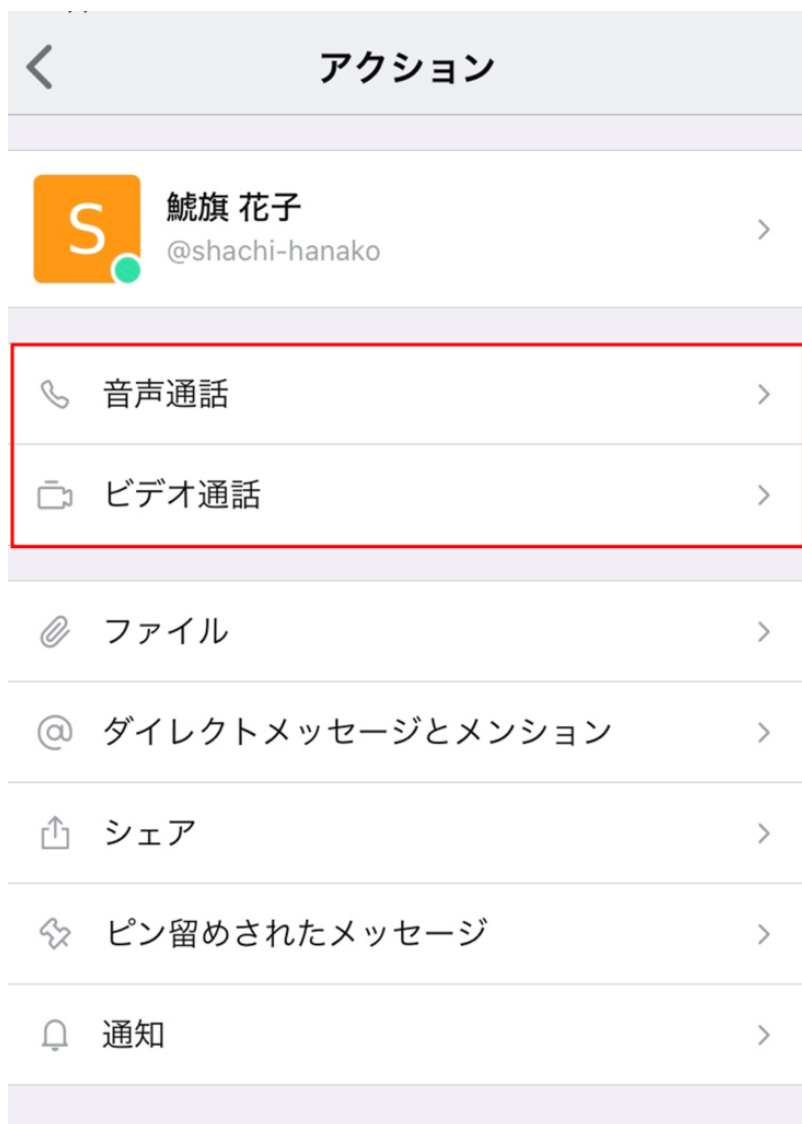 アクション
S
鯱旗 花子
@shachi-hanako
音声通話
ビデオ通話
ファイル
ダイレクトメッセージとメンション
シェア
ピン留めされたメッセージ
通知